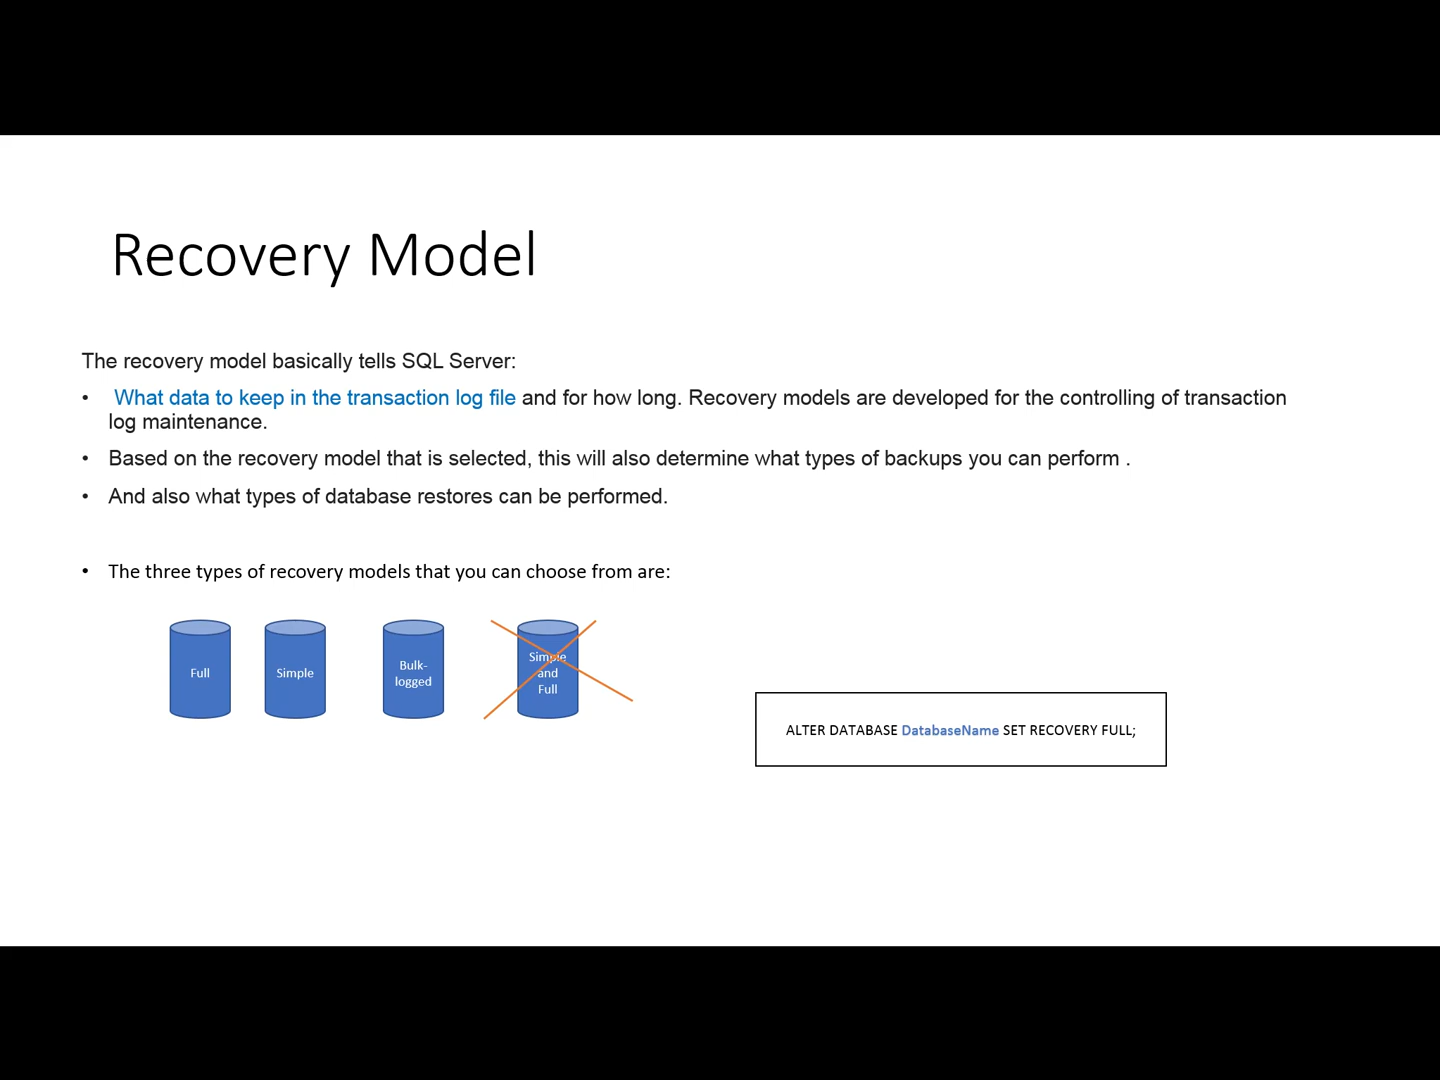 Recovery Model
The recovery model basically tells SQL Server:
• What data to keep in the transaction log file and for how long. Recovery models are developed for the controlling of transaction
log maintenance.
• Based on the recovery model that is selected, this will also determine what types of backups you can perform .
• And also what types of database restores can be performed.
• The three types of recovery models that you can choose from are:
Full
Simple
Bulk-
logged
Simple
and
Full
ALTER DATABASE DatabaseName SET RECOVERY FULL;